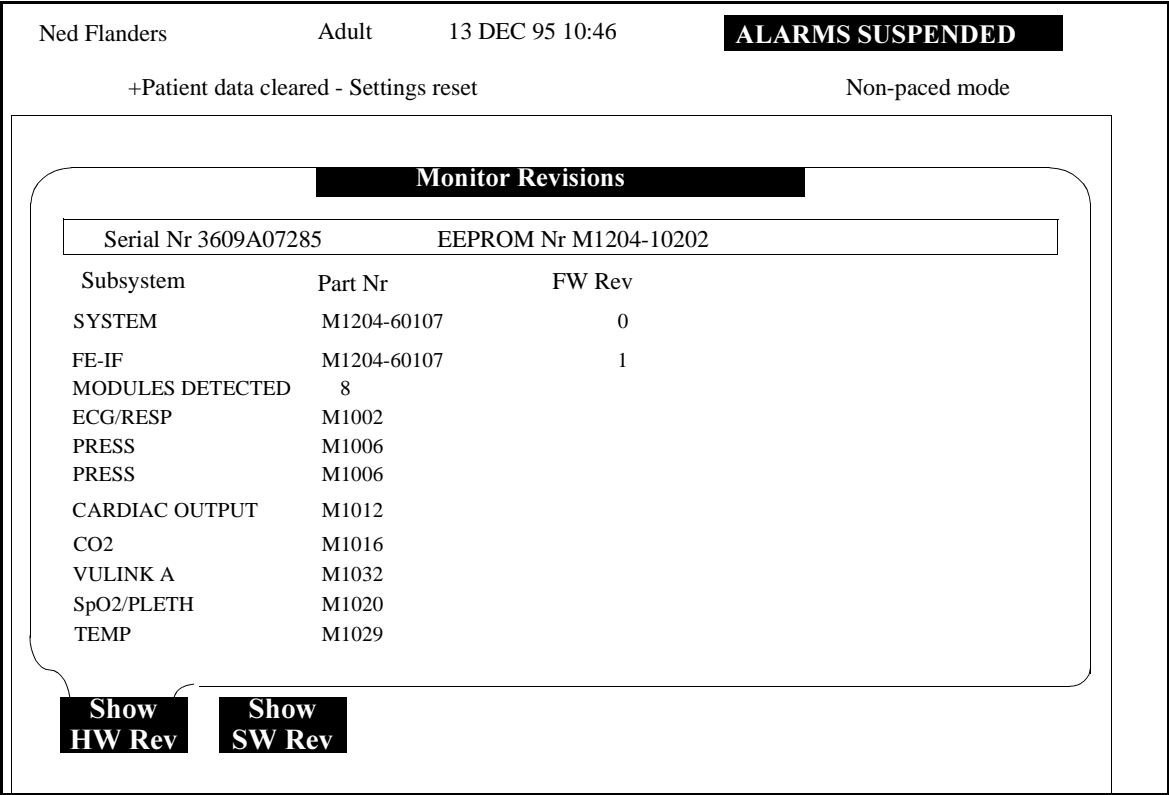 Ned Flanders Adult 13 DEC 95 10:46 ALARMS SUSPENDED
+Patient data cleared - Settings reset Non-paced mode
Monitor Revisions
Serial Nr 3609A07285 EEPROM Nr M1204-10202
Subsystem Part Nr FW Rev
SYSTEM M1204-60107 0
FE-IF M1204-60107 1
MODULES DETECTED 8
ECG/RESP M1002
PRESS M1006
PRESS M1006
CARDIAC OUTPUT M1012
CO2 M1016
VULINK A M1032
SpO2/PLETH M1020
TEMP M1029
Show Show
HW Rev SW Rev